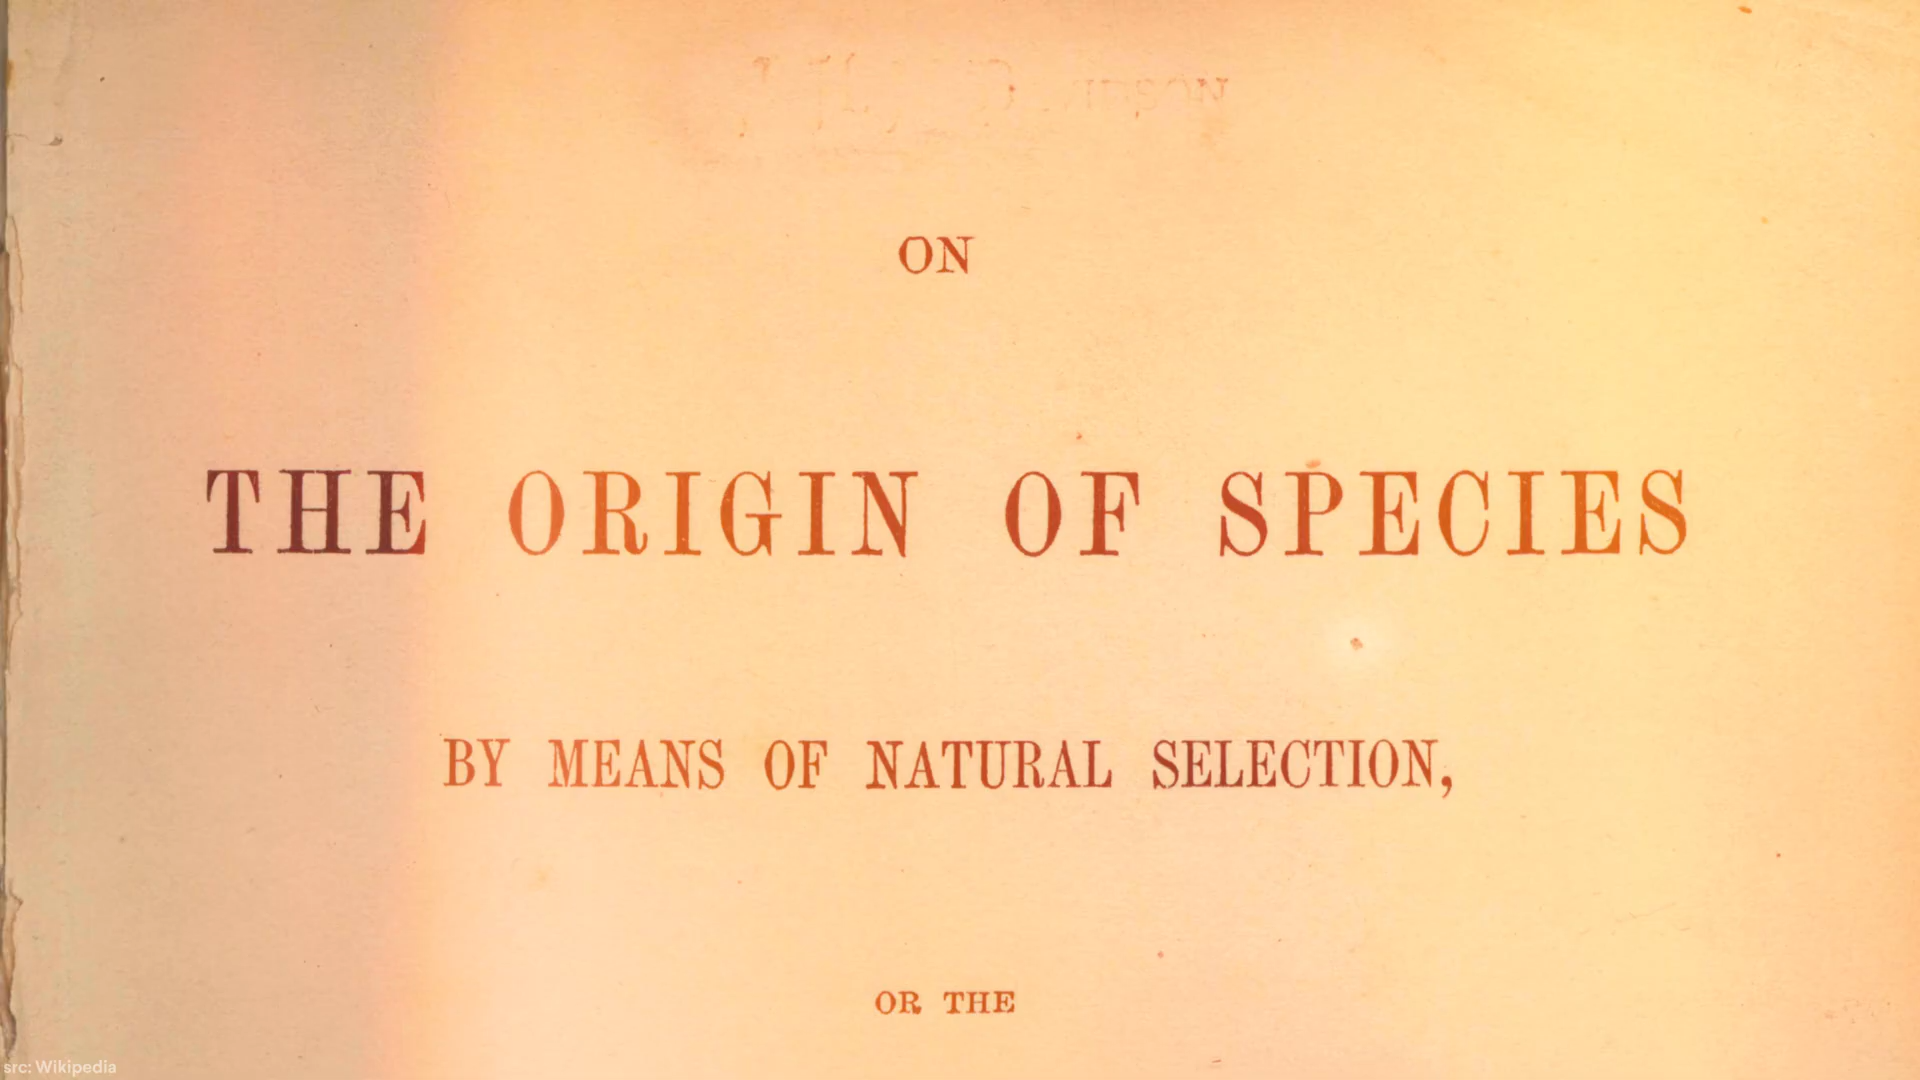 ON
THE ORIGIN OF SPECIES
BY MEANS OF NATURAL SELECTION,
OR THE
src: Wikipedia